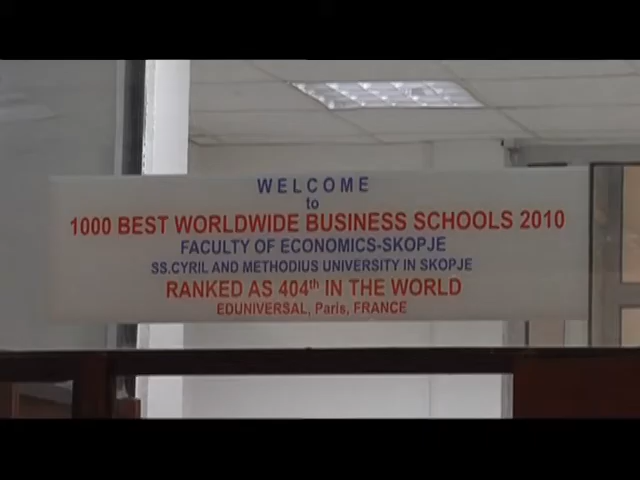 WELCOME
to
1000 BEST WORLDWIDE BUSINESS SCHOOLS 2010
FACULTY OF ECONOMICS-SKOPJE
SS.CYRIL AND METHODIUS UNIVERSITY IN SKOPJE
RANKED AS 404th IN THE WORLD
EDUNIVERSAL, Paris, FRANCE